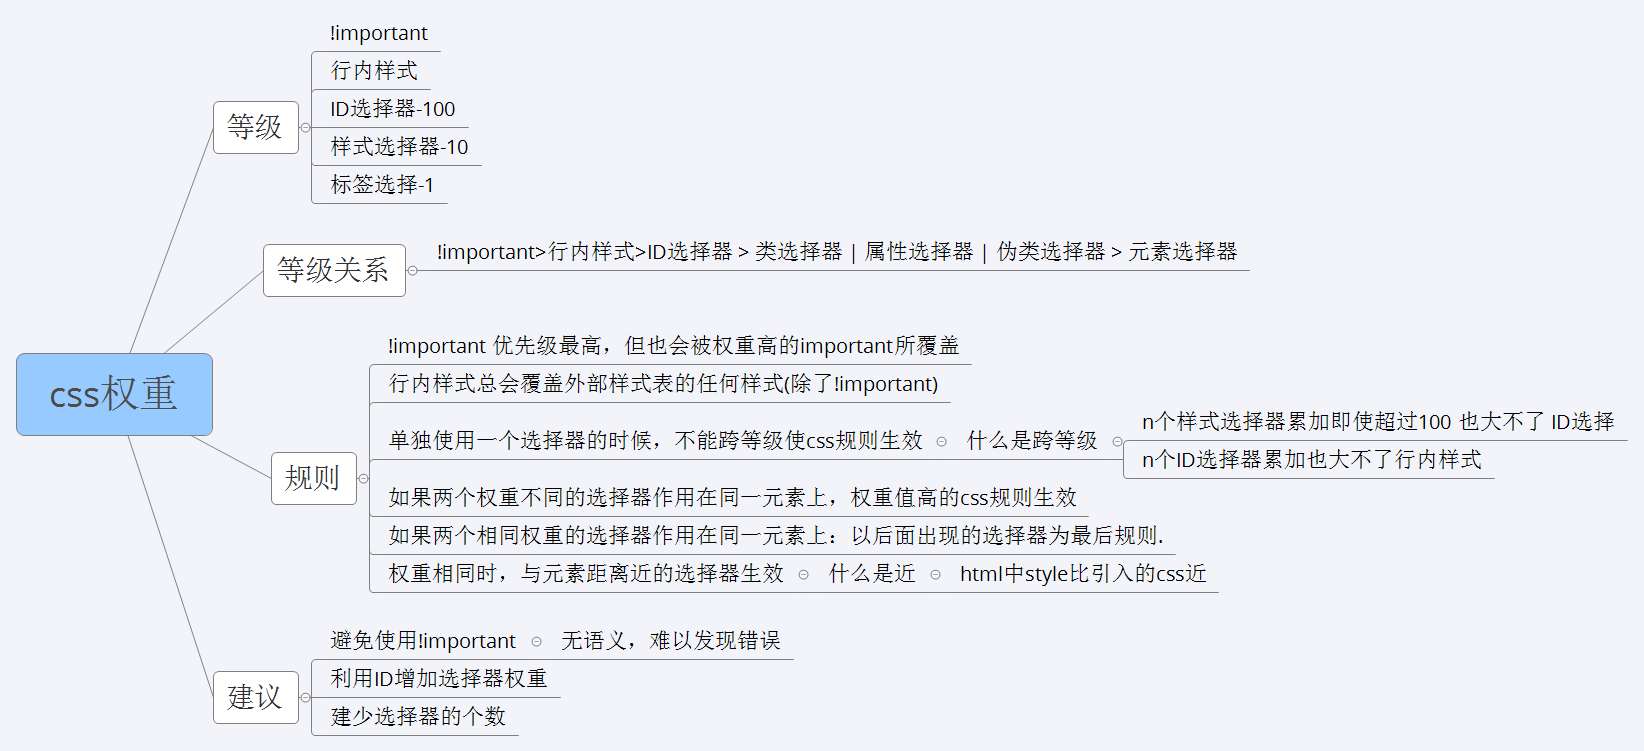 css权重
等级
!important
行内样式
ID选择器-100
样式选择器-10
标签选择-1
等级关系
!important>行内样式>ID选择器 > 类选择器 | 属性选择器 | 伪类选择器 > 元素选择器
规则
!important 优先级最高，但也会被权重高的important所覆盖
行内样式总会覆盖外部样式表的任何样式(除了!important)
单独使用一个选择器的时候，不能跨等级使css规则生效
什么是跨等级
n个样式选择器累加即使超过100 也大不了 ID选择
n个ID选择器累加也大不了行内样式
如果两个权重不同的选择器作用在同一元素上，权重值高的css规则生效
如果两个相同权重的选择器作用在同一元素上：以后面出现的选择器为最后规则.
权重相同时，与元素距离近的选择器生效
什么是近
html中style比引入的css近
建议
避免使用!important
无语义，难以发现错误
利用ID增加选择器权重
建少选择器的个数